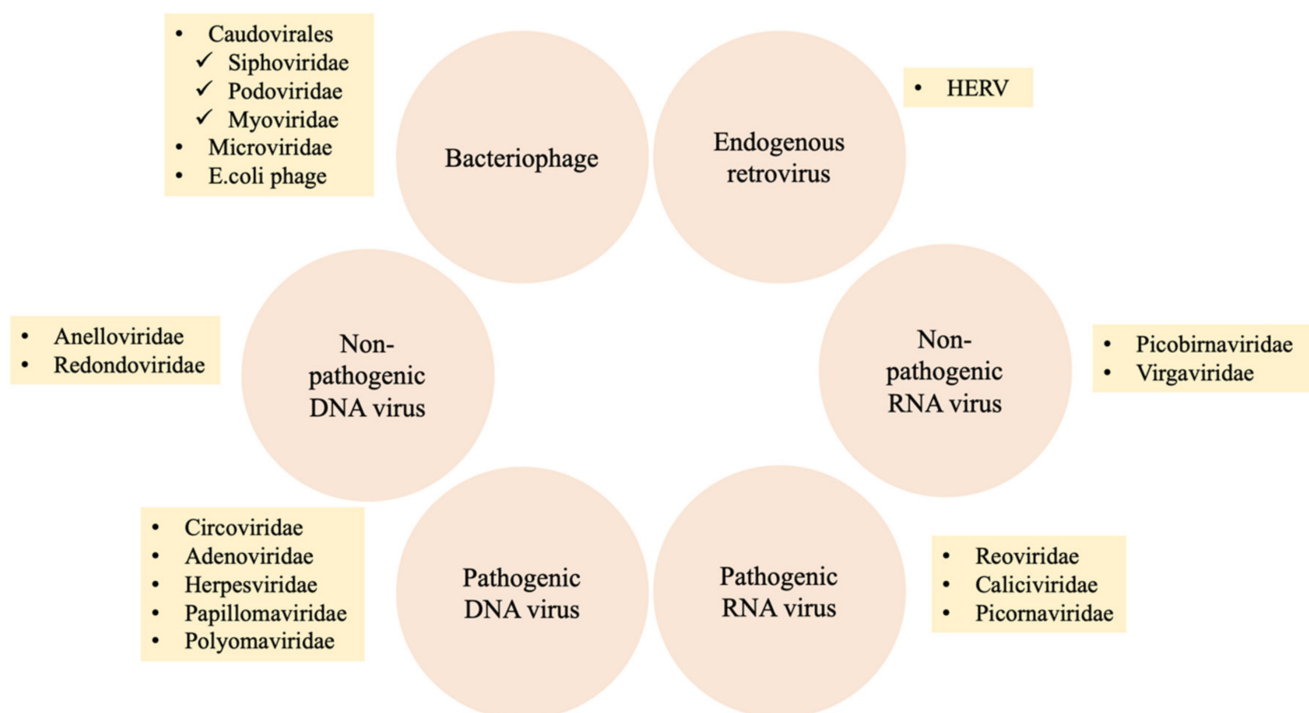 • Caudovirales
✓ Siphoviridae
✓ Podoviridae
✓ Myoviridae
• Microviridae
• E.coli phage
Bacteriophage
Endogenous
retrovirus
• HERV
• Anelloviridae
• Redondoviridae
Non-
pathogenic
DNA virus
Non-
pathogenic
RNA virus
• Picobirnaviridae
• Virgaviridae
• Circoviridae
• Adenoviridae
• Herpesviridae
• Papillomaviridae
• Polyomaviridae
Pathogenic
DNA virus
Pathogenic
RNA virus
• Reoviridae
• Caliciviridae
• Picornaviridae